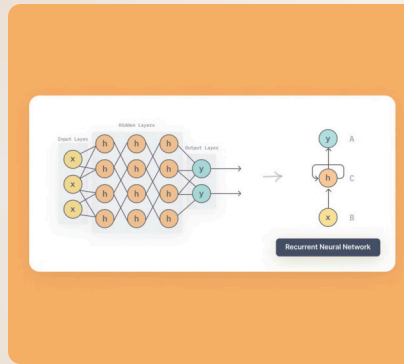 Hidden Layers
Input Layer
Output Layer
x
x
x
h h h
h h h
h h h
h h h
y
y
y A
h C
x B
Recurrent Neural Network